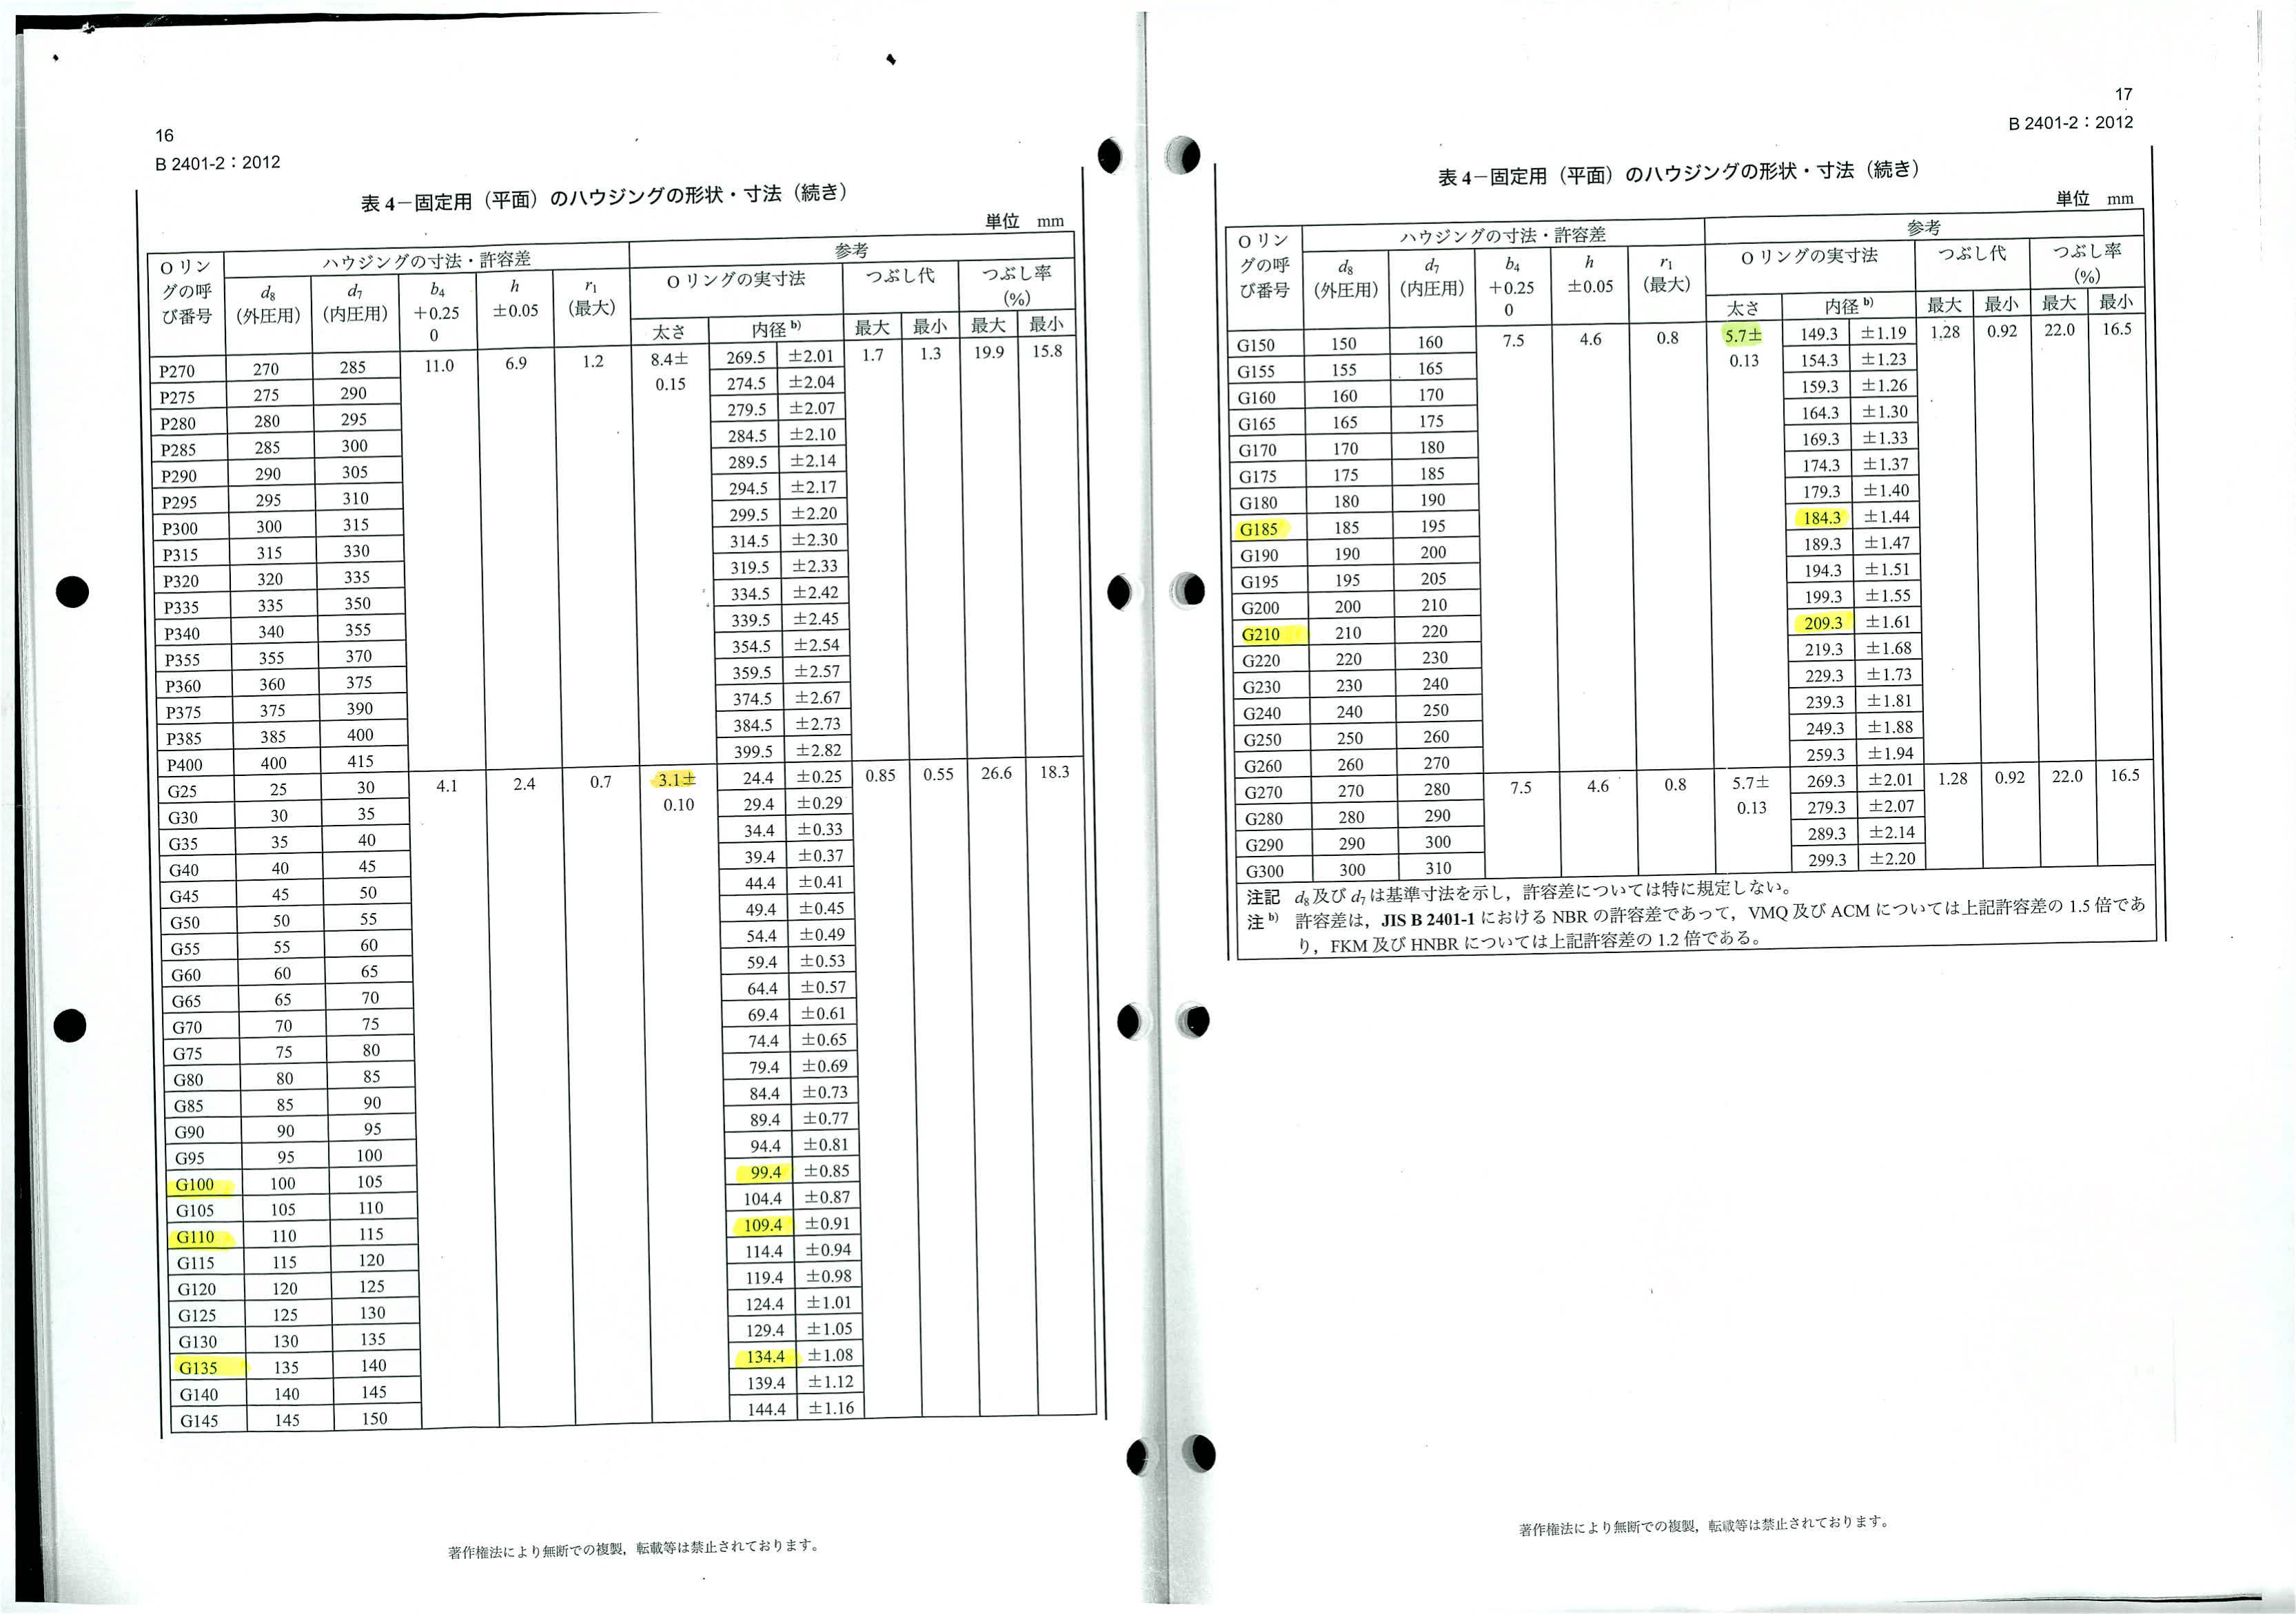 16
B 2401-2：2012
表 4－固定用（平面）のハウジングの形状・寸法（続き）
単位 mm
O リングの呼び番号 ハウジングの寸法・許容差 参考
d8（外圧用） d7（内圧用） b4 +0.25 0 h ±0.05 r1（最大） O リングの実寸法 つぶし代 つぶし率（%）
太さ 内径 b) 最大 最小 最大 最小
P270 270 285 11.0 6.9 1.2 8.4±0.15 269.5 ±2.01 1.7 1.3 19.9 15.8
P275 275 290 274.5 ±2.04
P280 280 295 279.5 ±2.07
P285 285 300 284.5 ±2.10
P290 290 305 289.5 ±2.14
P295 295 310 294.5 ±2.17
P300 300 315 299.5 ±2.20
P315 315 330 314.5 ±2.30
P320 320 335 319.5 ±2.33
P335 335 350 334.5 ±2.42
P340 340 355 339.5 ±2.45
P355 355 370 354.5 ±2.54
P360 360 375 359.5 ±2.57
P375 375 390 374.5 ±2.67
P385 385 400 384.5 ±2.73
P400 400 415 399.5 ±2.82
G25 25 30 4.1 2.4 0.7 3.1±0.10 24.4 ±0.25 0.85 0.55 26.6 18.3
G30 30 35 29.4 ±0.29
G35 35 40 34.4 ±0.33
G40 40 45 39.4 ±0.37
G45 45 50 44.4 ±0.41
G50 50 55 49.4 ±0.45
G55 55 60 54.4 ±0.49
G60 60 65 59.4 ±0.53
G65 65 70 64.4 ±0.57
G70 70 75 69.4 ±0.61
G75 75 80 74.4 ±0.65
G80 80 85 79.4 ±0.69
G85 85 90 84.4 ±0.73
G90 90 95 89.4 ±0.77
G95 95 100 94.4 ±0.81
G100 100 105 99.4 ±0.85
G105 105 110 104.4 ±0.87
G110 110 115 109.4 ±0.91
G115 115 120 114.4 ±0.94
G120 120 125 119.4 ±0.98
G125 125 130 124.4 ±1.01
G130 130 135 129.4 ±1.05
G135 135 140 134.4 ±1.08
G140 140 145 139.4 ±1.12
G145 145 150 144.4 ±1.16
著作権法により無断での複製，転載等は禁止されております。
17
B 2401-2：2012
表 4－固定用（平面）のハウジングの形状・寸法（続き）
単位 mm
O リングの呼び番号 ハウジングの寸法・許容差 参考
d8（外圧用） d7（内圧用） b4 +0.25 0 h ±0.05 r1（最大） O リングの実寸法 つぶし代 つぶし率（%）
太さ 内径 b) 最大 最小 最大 最小
G150 150 160 7.5 4.6 0.8 5.7±0.13 149.3 ±1.19 1.28 0.92 22.0 16.5
G155 155 165 154.3 ±1.23
G160 160 170 159.3 ±1.26
G165 165 175 164.3 ±1.30
G170 170 180 169.3 ±1.33
G175 175 185 174.3 ±1.37
G180 180 190 179.3 ±1.40
G185 185 195 184.3 ±1.44
G190 190 200 189.3 ±1.47
G195 195 205 194.3 ±1.51
G200 200 210 199.3 ±1.55
G210 210 220 209.3 ±1.61
G220 220 230 219.3 ±1.68
G230 230 240 229.3 ±1.73
G240 240 250 239.3 ±1.81
G250 250 260 249.3 ±1.88
G260 260 270 259.3 ±1.94
G270 270 280 7.5 4.6 0.8 5.7±0.13 269.3 ±2.01 1.28 0.92 22.0 16.5
G280 280 290 279.3 ±2.07
G290 290 300 289.3 ±2.14
G300 300 310 299.3 ±2.20
注記 d8 及び d7 は基準寸法を示し，許容差については特に規定しない。
注 b) 許容差は，JIS B 2401-1 における NBR の許容差であって，VMQ 及び ACM については上記許容差の 1.5 倍であ
り，FKM 及び HNBR については上記許容差の 1.2 倍である。
著作権法により無断での複製，転載等は禁止されております。